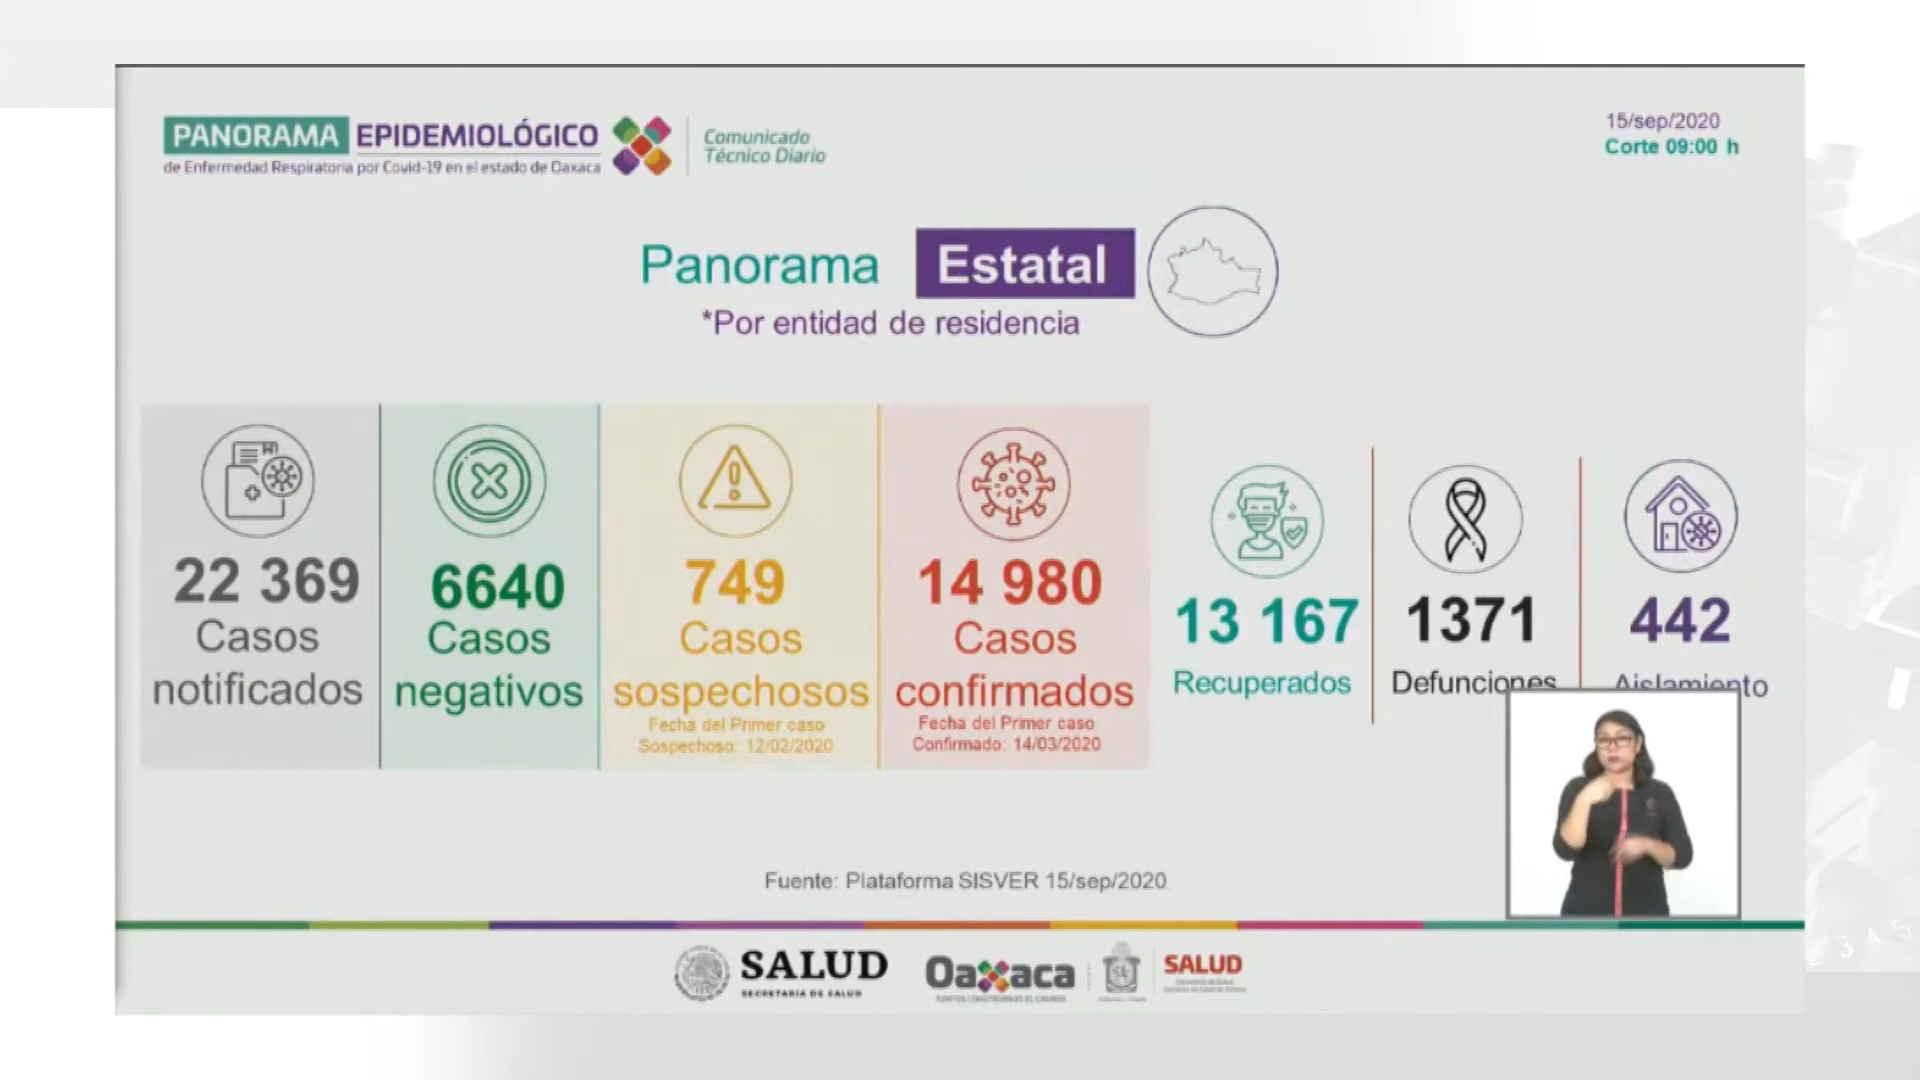 PANORAMA EPIDEMIOLÓGICO
de Enfermedad Respiratoria por Covid-19 en el estado de Oaxaca
Comunicado
Técnico Diario
15/sep/2020
Corte 09:00 h
Panorama Estatal
*Por entidad de residencia
22 369
Casos
notificados
6640
Casos
negativos
749
Casos
sospechosos
Fecha del Primer caso
Sospechoso: 12/02/2020
14 980
Casos
confirmados
Fecha del Primer caso
Confirmado: 14/03/2020
13 167
Recuperados
1371
Defunciones
442
Aislamiento
Fuente: Plataforma SISVER 15/sep/2020
SALUD
SECRETARÍA DE SALUD
Oaxaca
SALUD
3 4 5